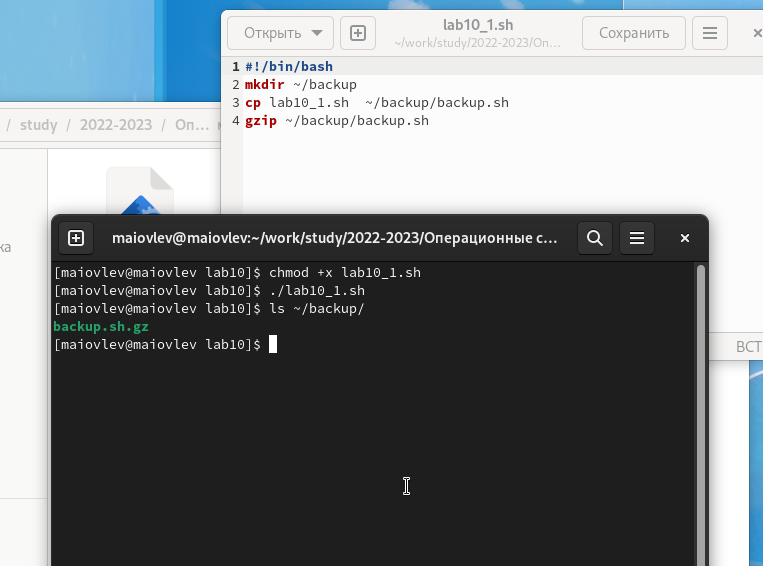 Открыть
lab10_1.sh
~/work/study/2022-2023/Оп…
Сохранить
1 #!/bin/bash
2 mkdir ~/backup
3 cp lab10_1.sh  ~/backup/backup.sh
4 gzip ~/backup/backup.sh
/ study / 2022-2023 / Оп…
ка
maiovlev@maiovlev:~/work/study/2022-2023/Операционные с…
[maiovlev@maiovlev lab10]$ chmod +x lab10_1.sh
[maiovlev@maiovlev lab10]$ ./lab10_1.sh
[maiovlev@maiovlev lab10]$ ls ~/backup/
backup.sh.gz
[maiovlev@maiovlev lab10]$
ВСТ